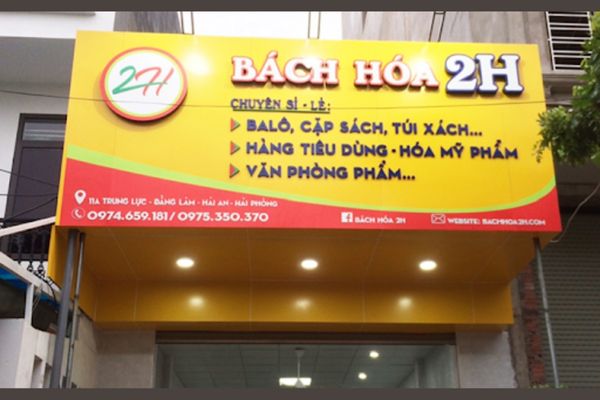 2H
BÁCH HÓA 2H
CHUYÊN SỈ - LẺ:
BALÔ, CẶP SÁCH, TÚI XÁCH...
HÀNG TIÊU DÙNG - HÓA MỸ PHẨM
VĂN PHÒNG PHẨM...
11A TRUNG LỰC - ĐẰNG LÂM - HẢI AN - HẢI PHÒNG
0974.659.181 / 0975.350.370
BÁCH HÓA 2H
WEBSITE: BACHHOA2H.COM